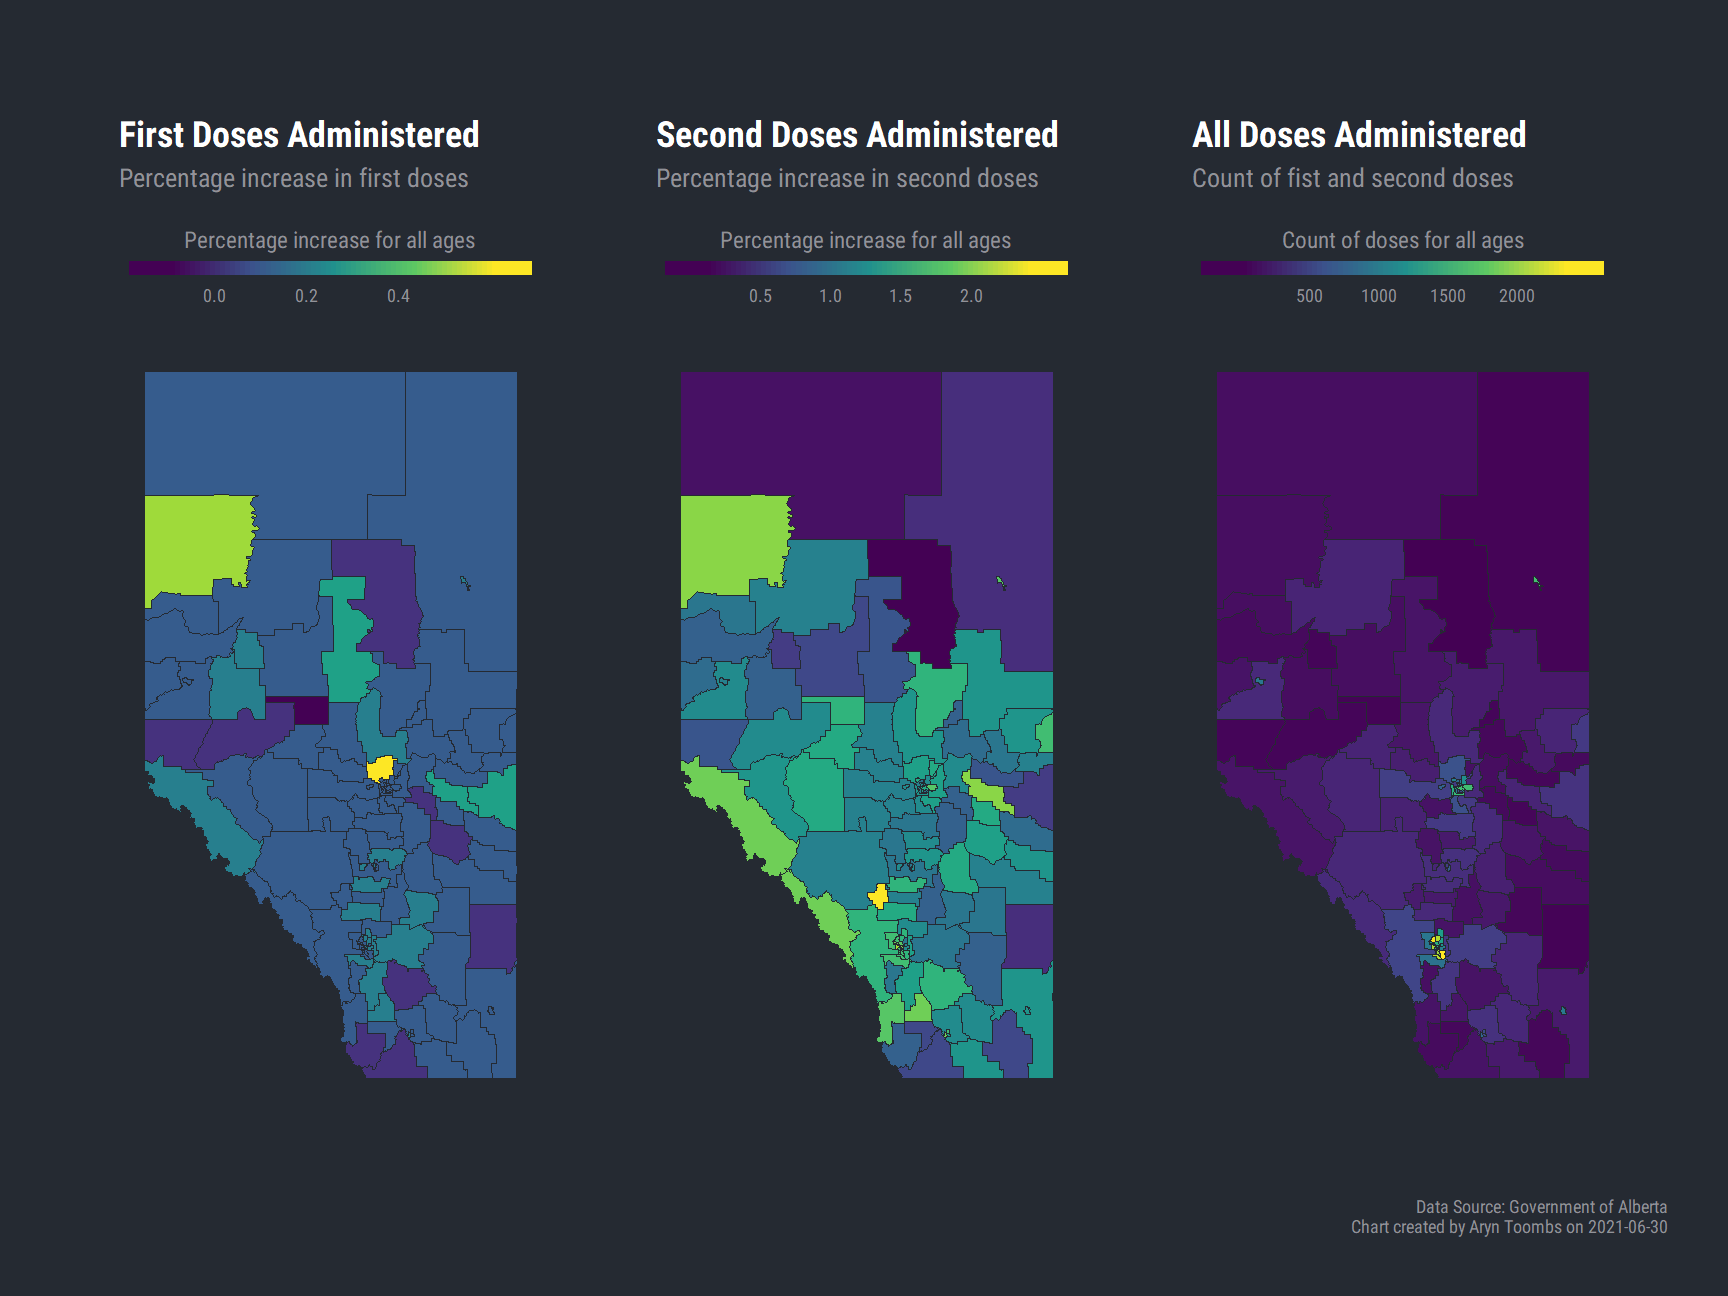 First Doses Administered
Percentage increase in first doses
Percentage increase for all ages
0.0 0.2 0.4
Second Doses Administered
Percentage increase in second doses
Percentage increase for all ages
0.5 1.0 1.5 2.0
All Doses Administered
Count of fist and second doses
Count of doses for all ages
500 1000 1500 2000
Data Source: Government of Alberta
Chart created by Aryn Toombs on 2021-06-30